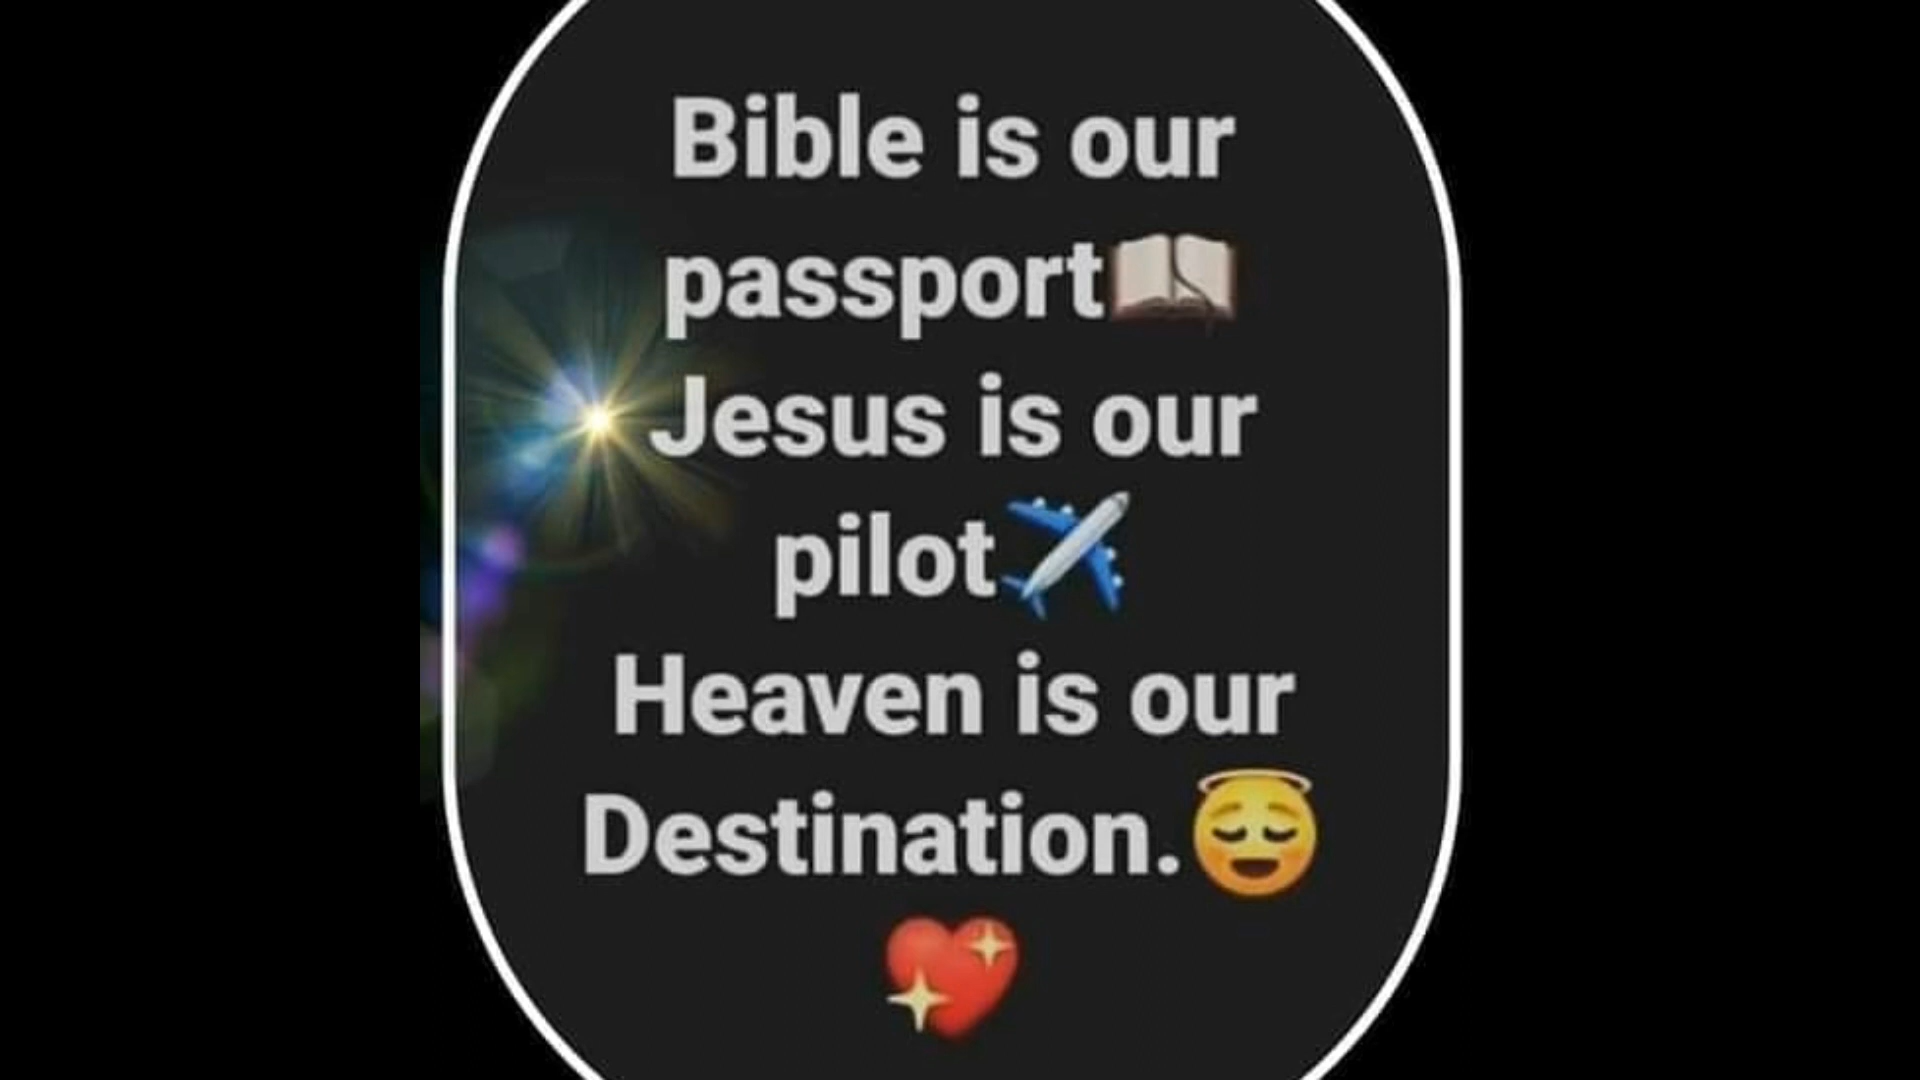 Bible is our
passport📖
Jesus is our
pilot✈️
Heaven is our
Destination.😇
💖